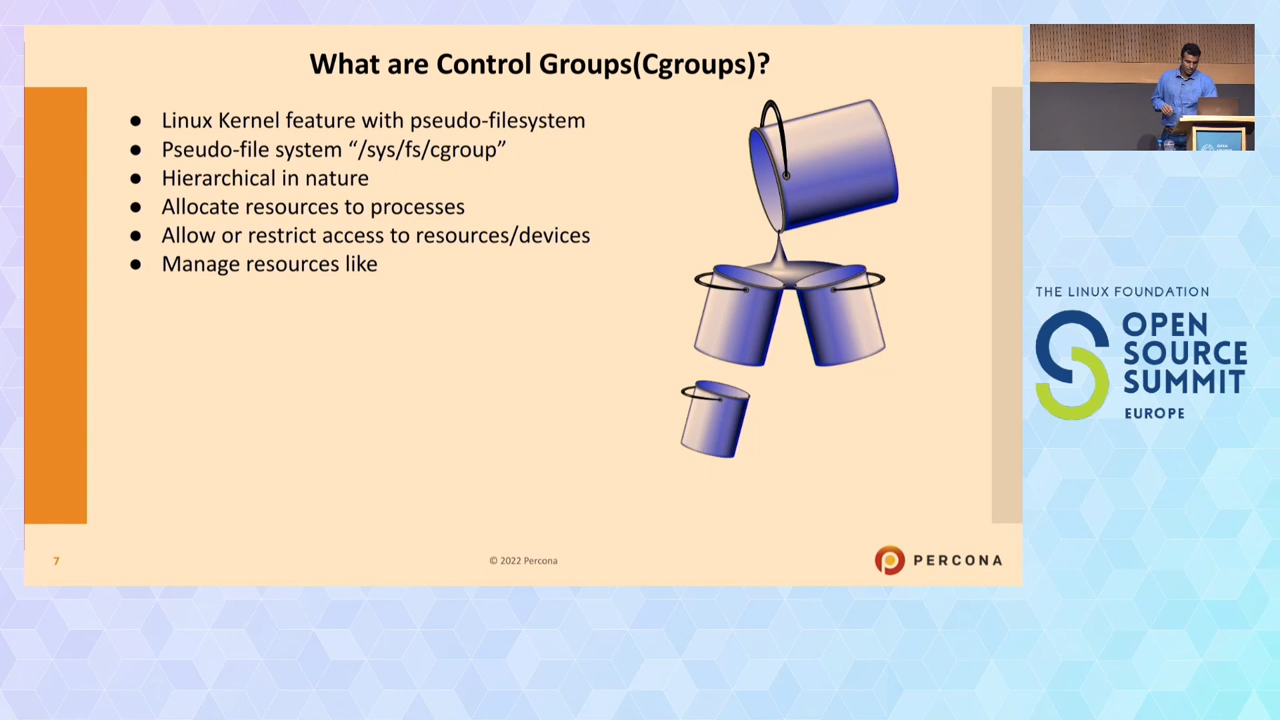 What are Control Groups(Cgroups)?
● Linux Kernel feature with pseudo-filesystem
● Pseudo-file system “/sys/fs/cgroup”
● Hierarchical in nature
● Allocate resources to processes
● Allow or restrict access to resources/devices
● Manage resources like
7
© 2022 Percona
PERCONA
THE LINUX FOUNDATION
OPEN
SOURCE
SUMMIT
EUROPE